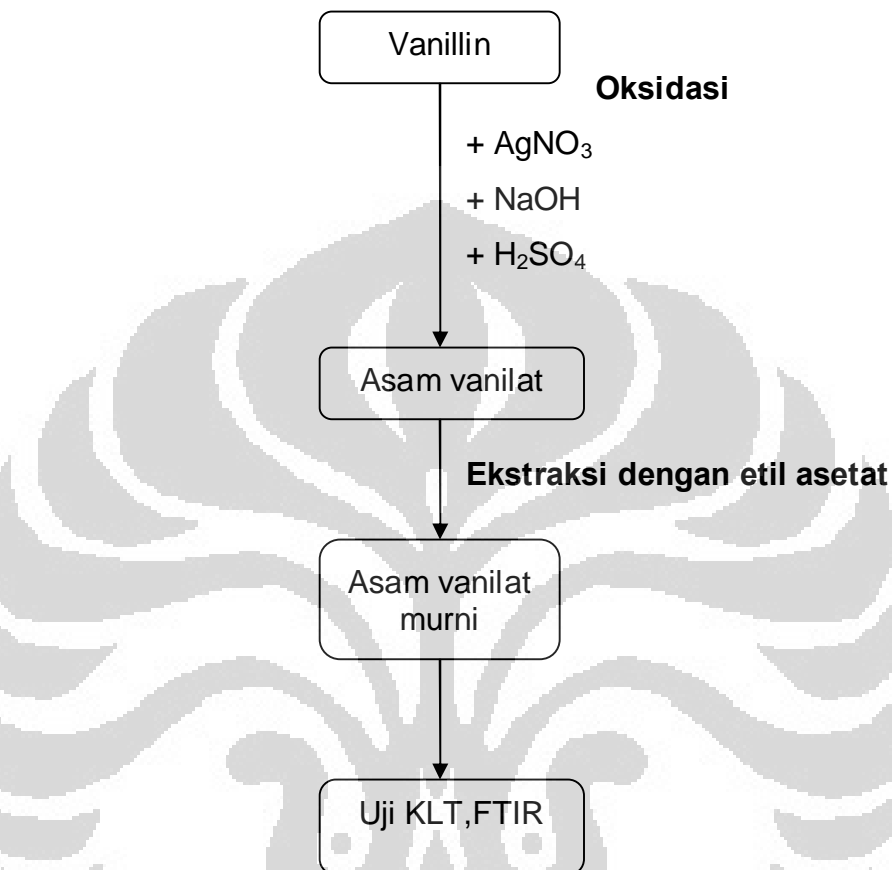 Vanillin
Oksidasi
+ AgNO₃
+ NaOH
+ H₂SO₄
Asam vanilat
Ekstraksi dengan etil asetat
Asam vanilat
murni
Uji KLT,FTIR